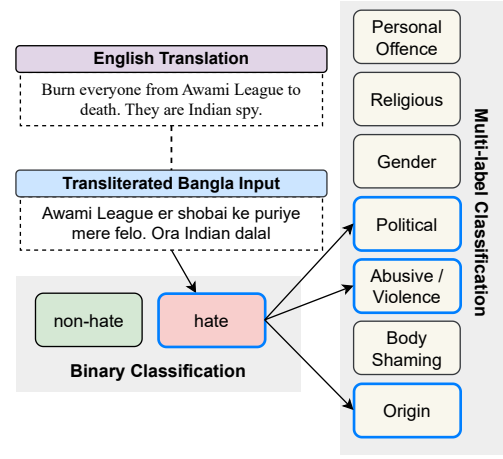 English Translation
Burn everyone from Awami League to
death. They are Indian spy.
Transliterated Bangla Input
Awami League er shobai ke puriye
mere felo. Ora Indian dalal
non-hate
hate
Binary Classification
Personal
Offence
Religious
Gender
Political
Abusive /
Violence
Body
Shaming
Origin
Multi-label Classification